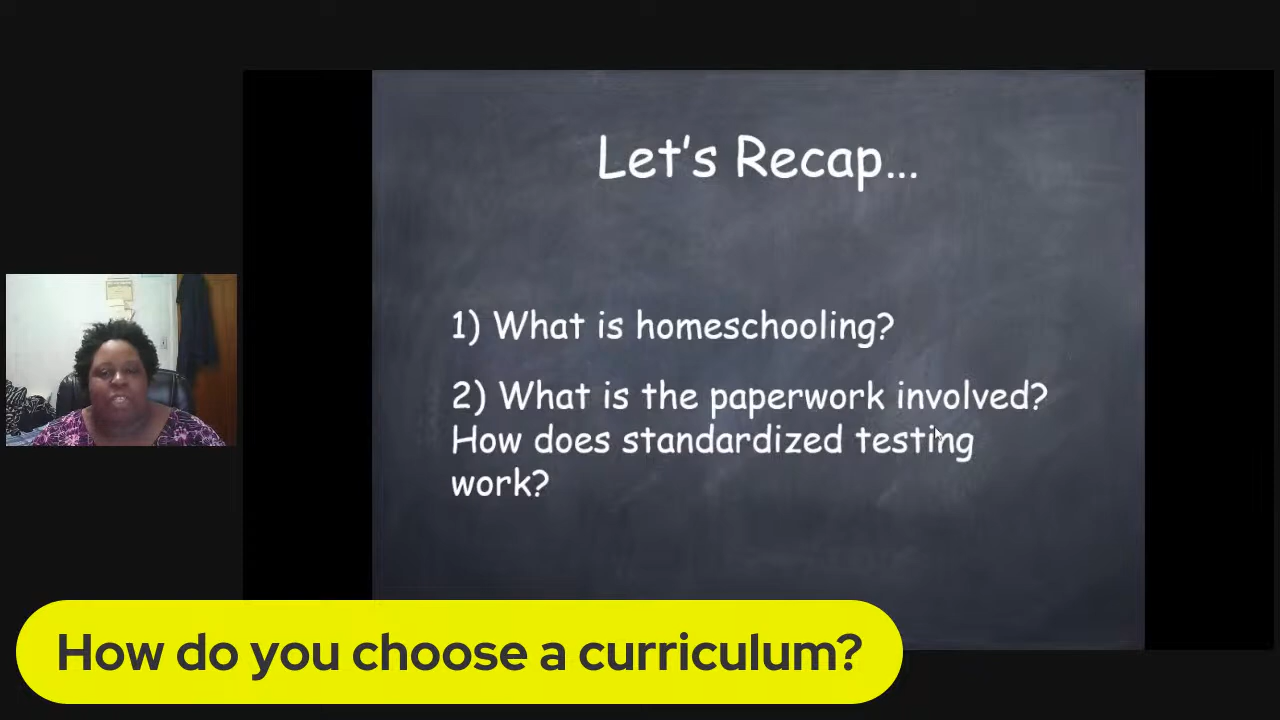 Let's Recap...
1) What is homeschooling?
2) What is the paperwork involved?
How does standardized testing
work?
How do you choose a curriculum?